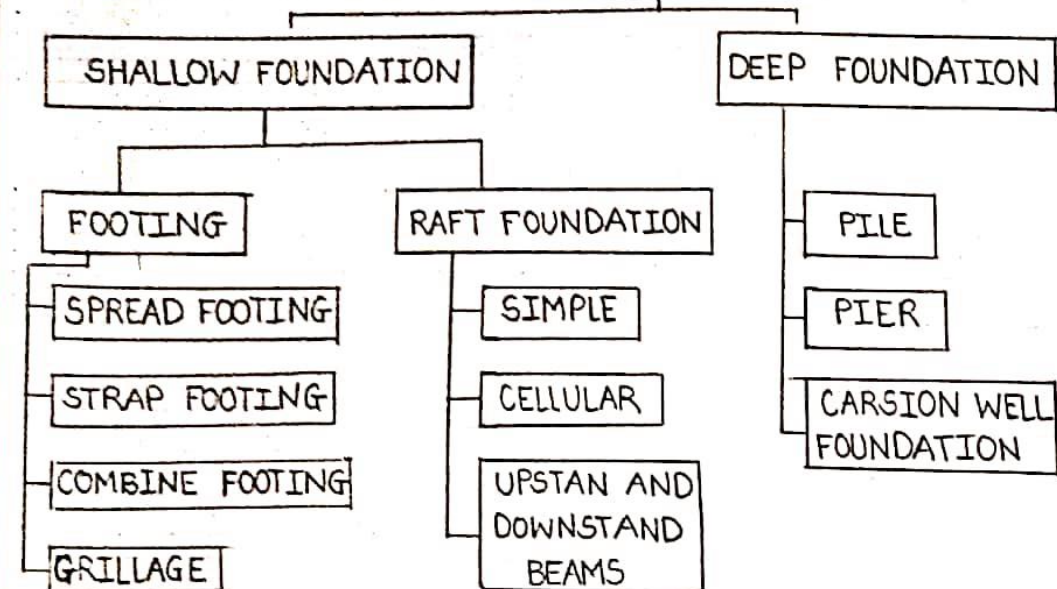 SHALLOW FOUNDATION
DEEP FOUNDATION
FOOTING
RAFT FOUNDATION
PILE
SPREAD FOOTING
SIMPLE
PIER
STRAP FOOTING
CELLULAR
CARSION WELL
FOUNDATION
COMBINE FOOTING
UPSTAN AND
DOWNSTAND
BEAMS
GRILLAGE